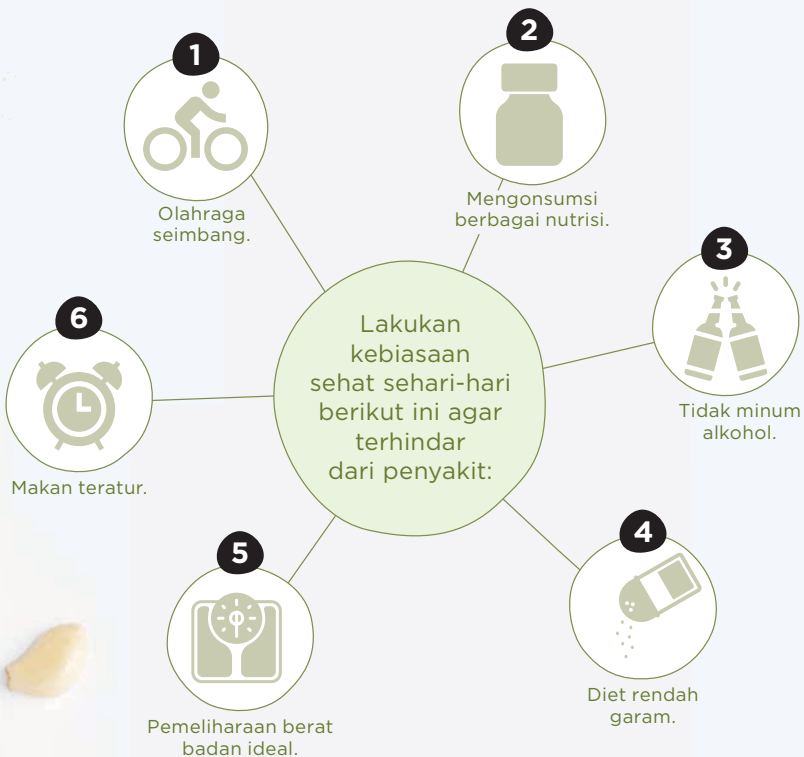 Lakukan
kebiasaan
sehat sehari-hari
berikut ini agar
terhindar
dari penyakit:
1
Olahraga
seimbang.
2
Mengonsumsi
berbagai nutrisi.
3
Tidak minum
alkohol.
4
Diet rendah
garam.
5
Pemeliharaan berat
badan ideal.
6
Makan teratur.